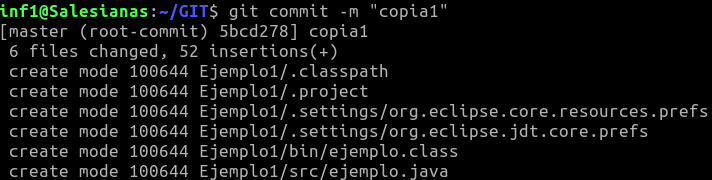 inf1@Salesianas:~/GIT$ git commit -m "copia1"
[master (root-commit) 5bcd278] copia1
 6 files changed, 52 insertions(+)
 create mode 100644 Ejemplo1/.classpath
 create mode 100644 Ejemplo1/.project
 create mode 100644 Ejemplo1/.settings/org.eclipse.core.resources.prefs
 create mode 100644 Ejemplo1/.settings/org.eclipse.jdt.core.prefs
 create mode 100644 Ejemplo1/bin/ejemplo.class
 create mode 100644 Ejemplo1/src/ejemplo.java